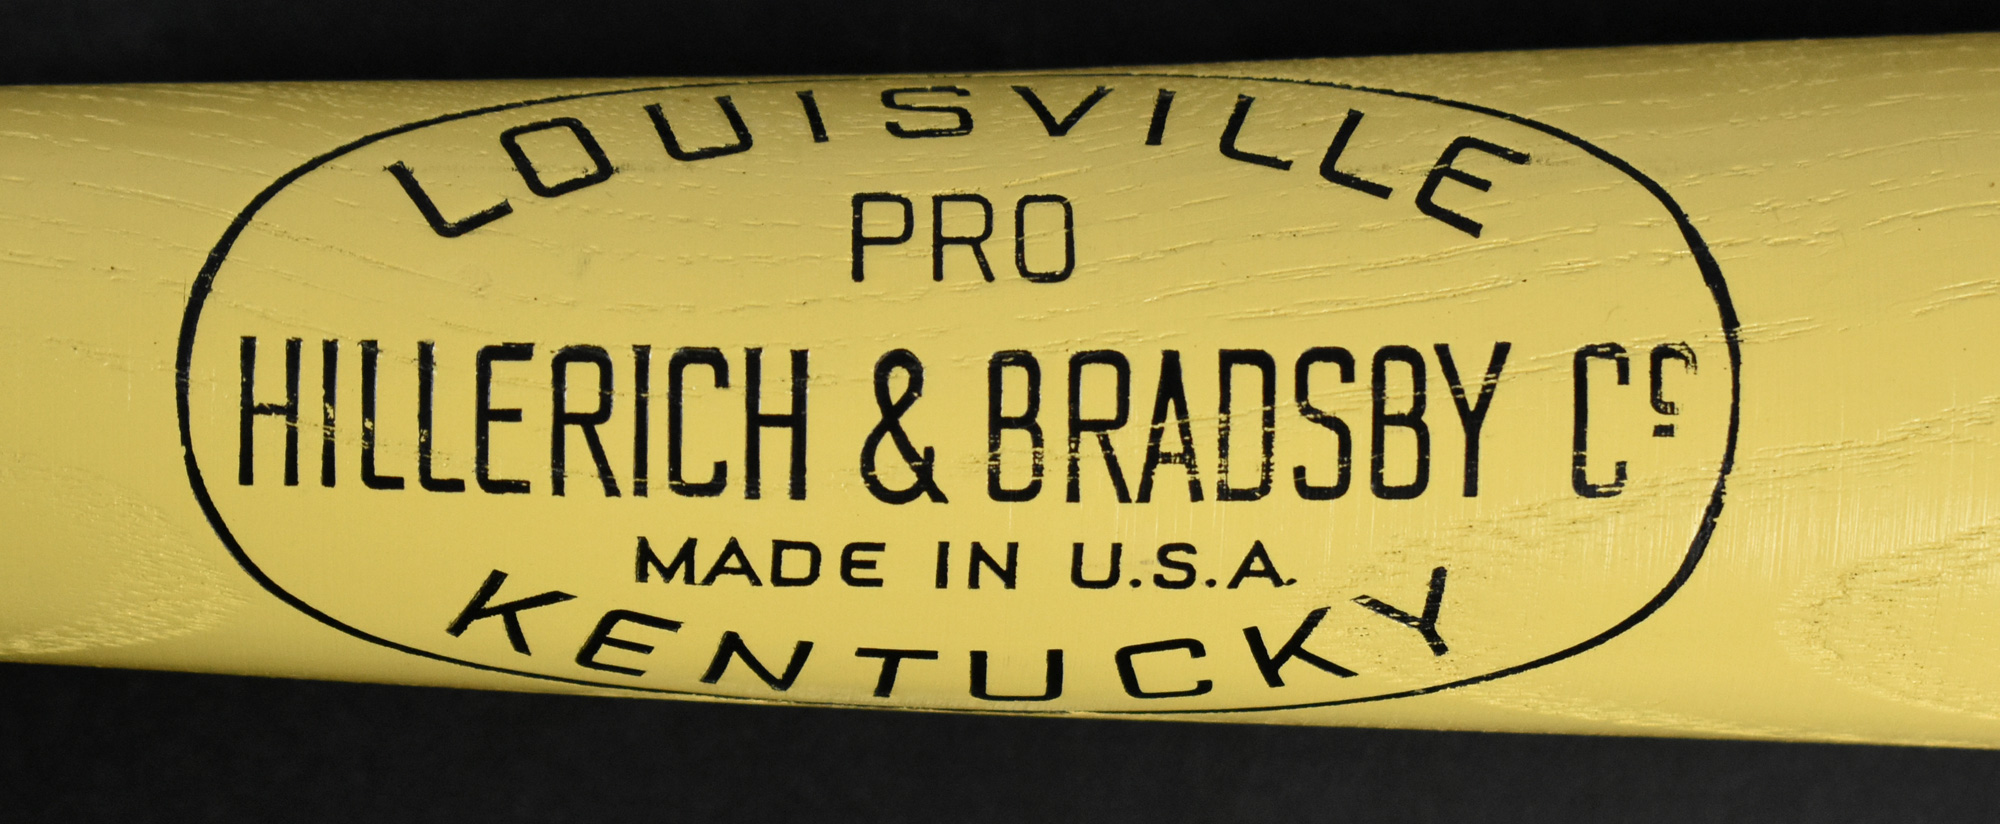 LOUISVILLE
PRO
HILLERICH & BRADSBY Cº
MADE IN U.S.A.
KENTUCKY